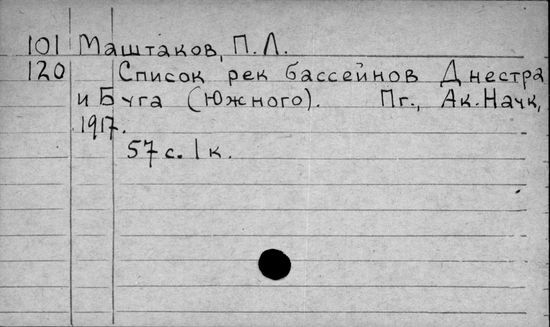 101 Маштаков, П.Л.
120 Список рек бассейнов Днестра
и Буга (Южного). Пг., Ак.Наук,
1917.
57 с. 1 к.